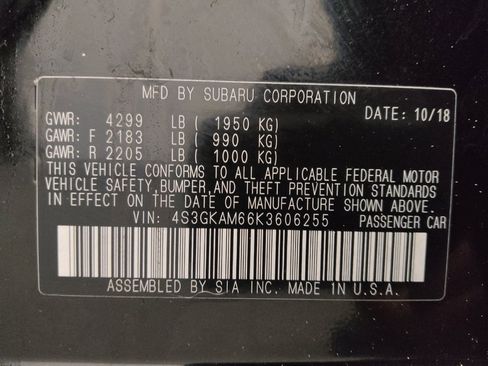 MFD BY SUBARU CORPORATION
DATE: 10/18
GVWR: 4299 LB ( 1950 KG)
GAWR: F 2183 LB ( 990 KG)
GAWR: R 2205 LB ( 1000 KG)
THIS VEHICLE CONFORMS TO ALL APPLICABLE FEDERAL MOTOR
VEHICLE SAFETY,BUMPER,AND THEFT PREVENTION STANDARDS
IN EFFECT ON THE DATE OF MANUFACTURE SHOWN ABOVE.
VIN: 4S3GKAM66K3606255 PASSENGER CAR
ASSEMBLED BY SIA INC. MADE IN U.S.A.